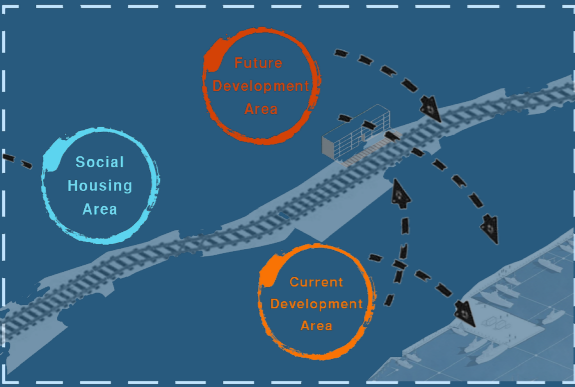 Future
Development
Area
Social
Housing
Area
Current
Development
Area